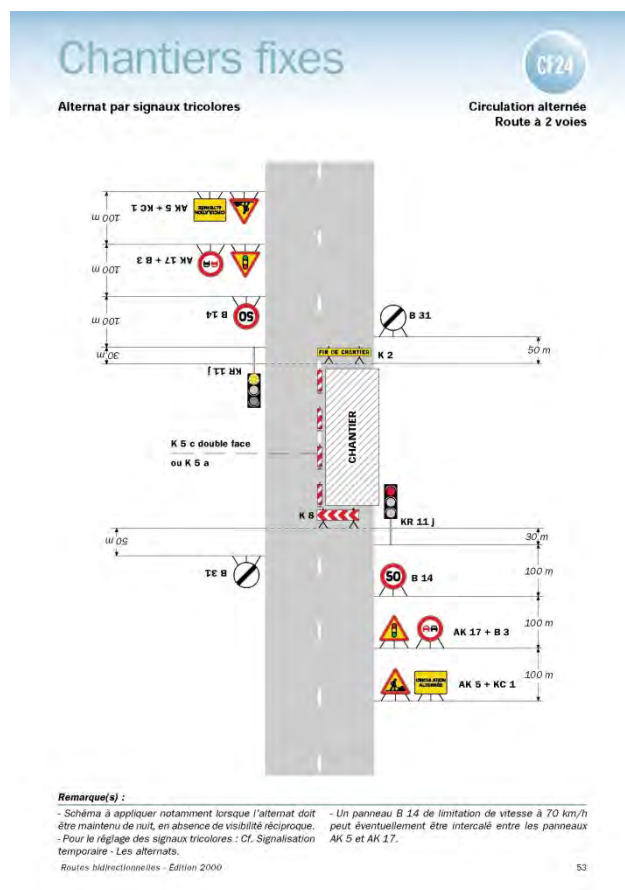 Chantiers fixes
CF24
Alternat par signaux tricolores
Circulation alternée
Route à 2 voies
100 m
AK 5 + KC 1
CIRCULATION
ALTERNÉE
100 m
AK 17 + B 3
100 m
B 14
50
B 31
30 m
KR 11 j
FIN DE CHANTIER
K 2
50 m
K 5 c double face
ou K 5 a
CHANTIER
K 8
KR 11 j
50 m
30 m
B 31
50
B 14
100 m
AK 17 + B 3
100 m
CIRCULATION
ALTERNÉE
AK 5 + KC 1
100 m
Remarque(s) :
- Schéma à appliquer notamment lorsque l'alternat doit
être maintenu de nuit, en absence de visibilité réciproque.
- Pour le réglage des signaux tricolores : Cf. Signalisation
temporaire - Les alternats.
- Un panneau B 14 de limitation de vitesse à 70 km/h
peut éventuellement être intercalé entre les panneaux
AK 5 et AK 17.
Routes bidirectionnelles - Édition 2000
53